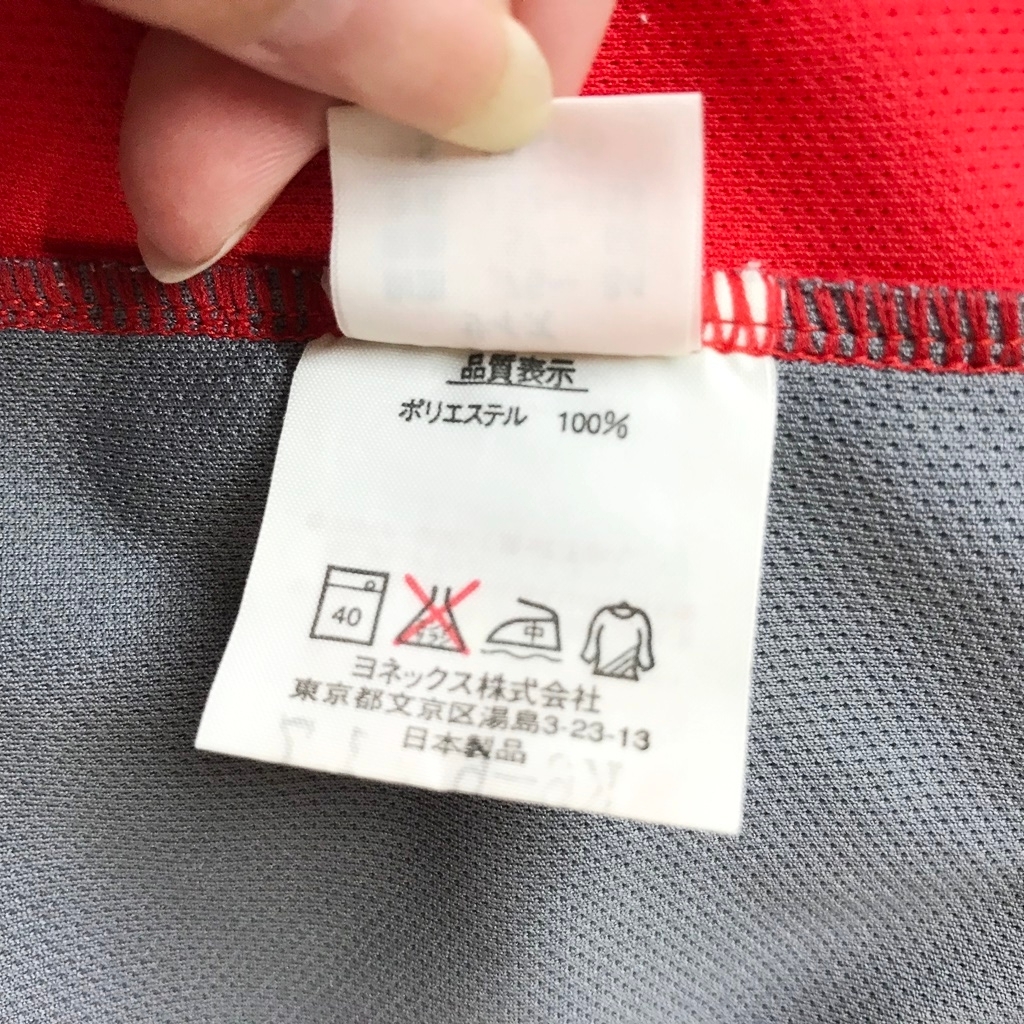 品質表示
ポリエステル 100%
40 中
ヨネックス株式会社
東京都文京区湯島3-23-13
日本製品